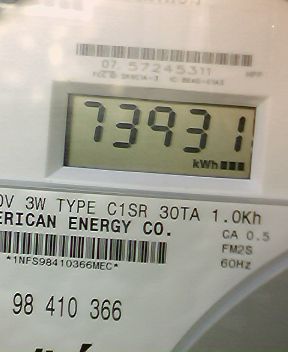 07 57245311
73931
kWh
0V 3W TYPE C1SR 30TA 1.0Kh
ERICAN ENERGY CO.
CA 0.5
FM2S
60Hz
*1NFS98410366MEC*
98 410 366